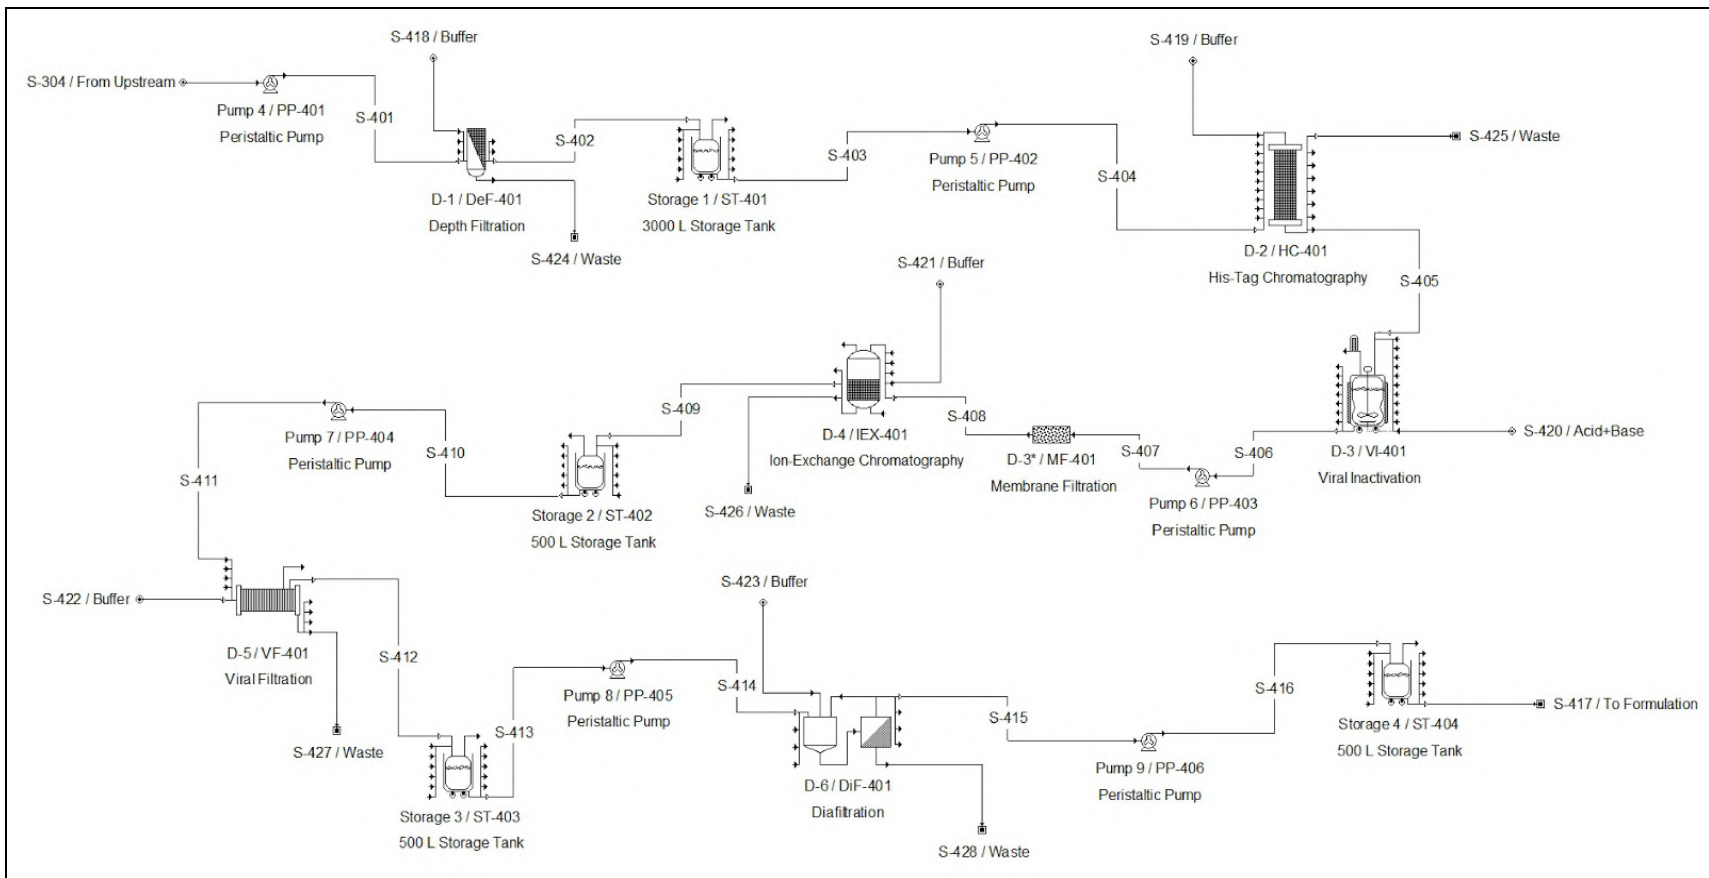 S-418 / Buffer
S-419 / Buffer
S-304 / From Upstream
Pump 4 / PP-401
Peristaltic Pump
S-401
S-402
D-1 / DeF-401
Depth Filtration
S-424 / Waste
Storage 1 / ST-401
3000 L Storage Tank
S-403
Pump 5 / PP-402
Peristaltic Pump
S-404
S-425 / Waste
D-2 / HC-401
His-Tag Chromatography
S-405
S-421 / Buffer
S-420 / Acid+Base
D-3 / VI-401
Viral Inactivation
S-406
Pump 6 / PP-403
Peristaltic Pump
S-407
D-3* / MF-401
Membrane Filtration
S-408
D-4 / IEX-401
Ion-Exchange Chromatography
S-426 / Waste
S-409
Storage 2 / ST-402
500 L Storage Tank
S-410
Pump 7 / PP-404
Peristaltic Pump
S-411
S-422 / Buffer
D-5 / VF-401
Viral Filtration
S-427 / Waste
S-412
Storage 3 / ST-403
500 L Storage Tank
S-413
Pump 8 / PP-405
Peristaltic Pump
S-414
S-423 / Buffer
D-6 / DiF-401
Diafiltration
S-428 / Waste
S-415
Pump 9 / PP-406
Peristaltic Pump
S-416
Storage 4 / ST-404
500 L Storage Tank
S-417 / To Formulation